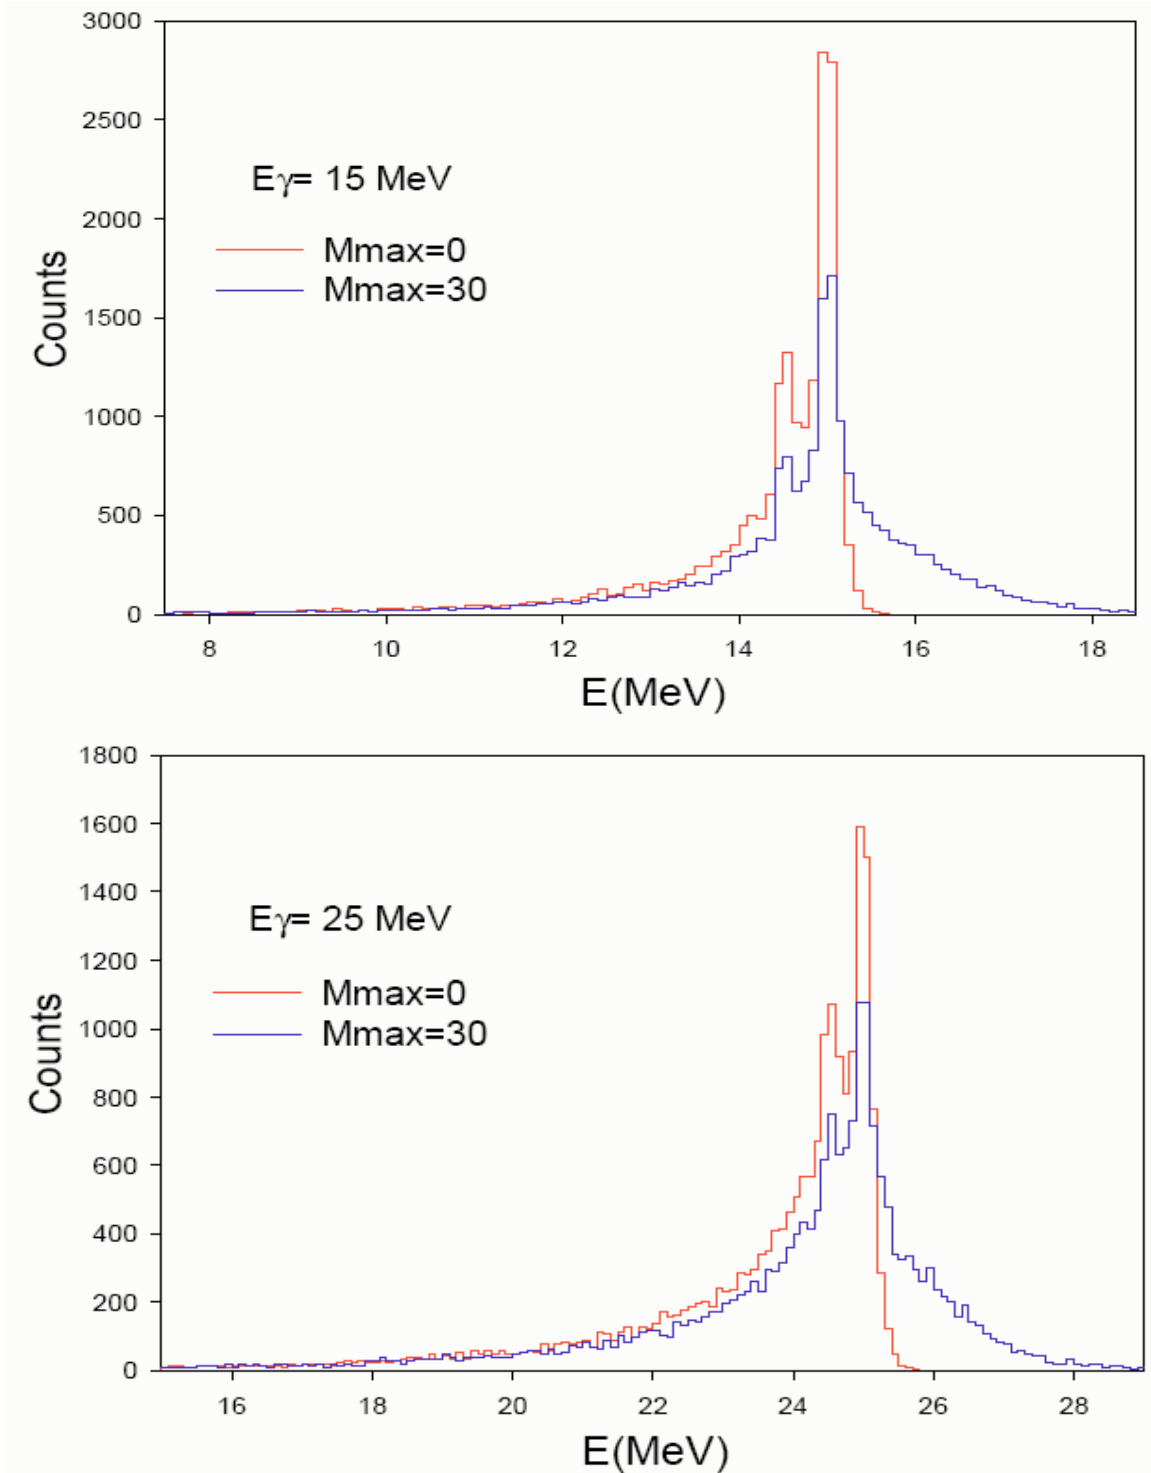 3000
2500
2000
1500
1000
500
0
Counts
Eγ= 15 MeV
Mmax=0
Mmax=30
8 10 12 14 16 18
E(MeV)
1800
1600
1400
1200
1000
800
600
400
200
0
Counts
Eγ= 25 MeV
Mmax=0
Mmax=30
16 18 20 22 24 26 28
E(MeV)